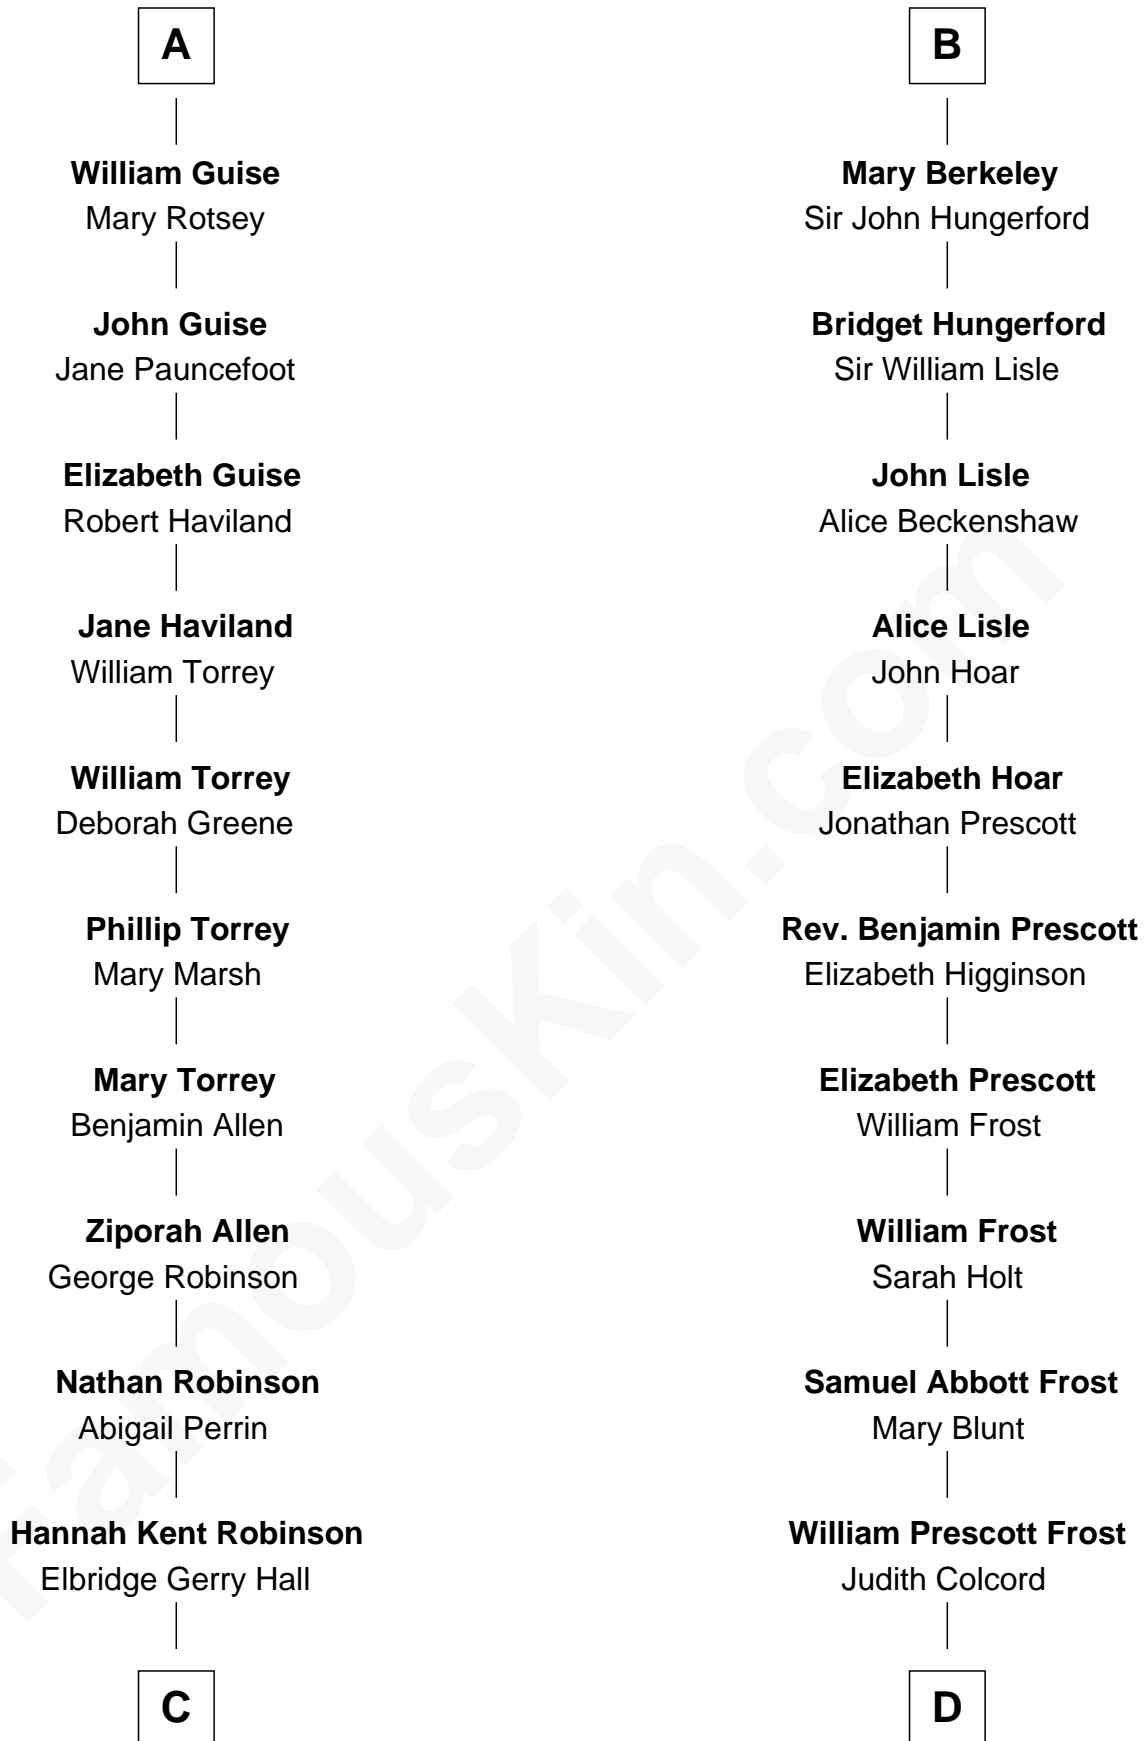 A
William Guise
Mary Rotsey
John Guise
Jane Pauncefoot
Elizabeth Guise
Robert Haviland
Jane Haviland
William Torrey
William Torrey
Deborah Greene
Phillip Torrey
Mary Marsh
Mary Torrey
Benjamin Allen
Ziporah Allen
George Robinson
Nathan Robinson
Abigail Perrin
Hannah Kent Robinson
Elbridge Gerry Hall
C
B
Mary Berkeley
Sir John Hungerford
Bridget Hungerford
Sir William Lisle
John Lisle
Alice Beckenshaw
Alice Lisle
John Hoar
Elizabeth Hoar
Jonathan Prescott
Rev. Benjamin Prescott
Elizabeth Higginson
Elizabeth Prescott
William Frost
William Frost
Sarah Holt
Samuel Abbott Frost
Mary Blunt
William Prescott Frost
Judith Colcord
D
FamousKin.com